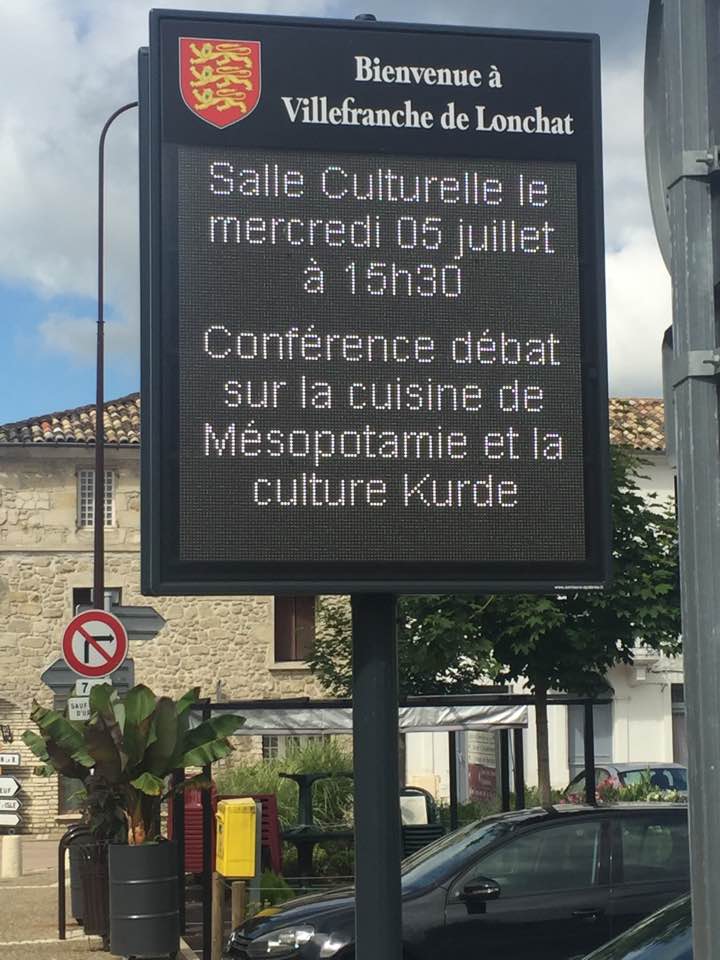 Bienvenue à
Villefranche de Lonchat
Salle Culturelle le
mercredi 05 juillet
à 15h30
Conférence débat
sur la cuisine de
Mésopotamie et la
culture Kurde
SAUF